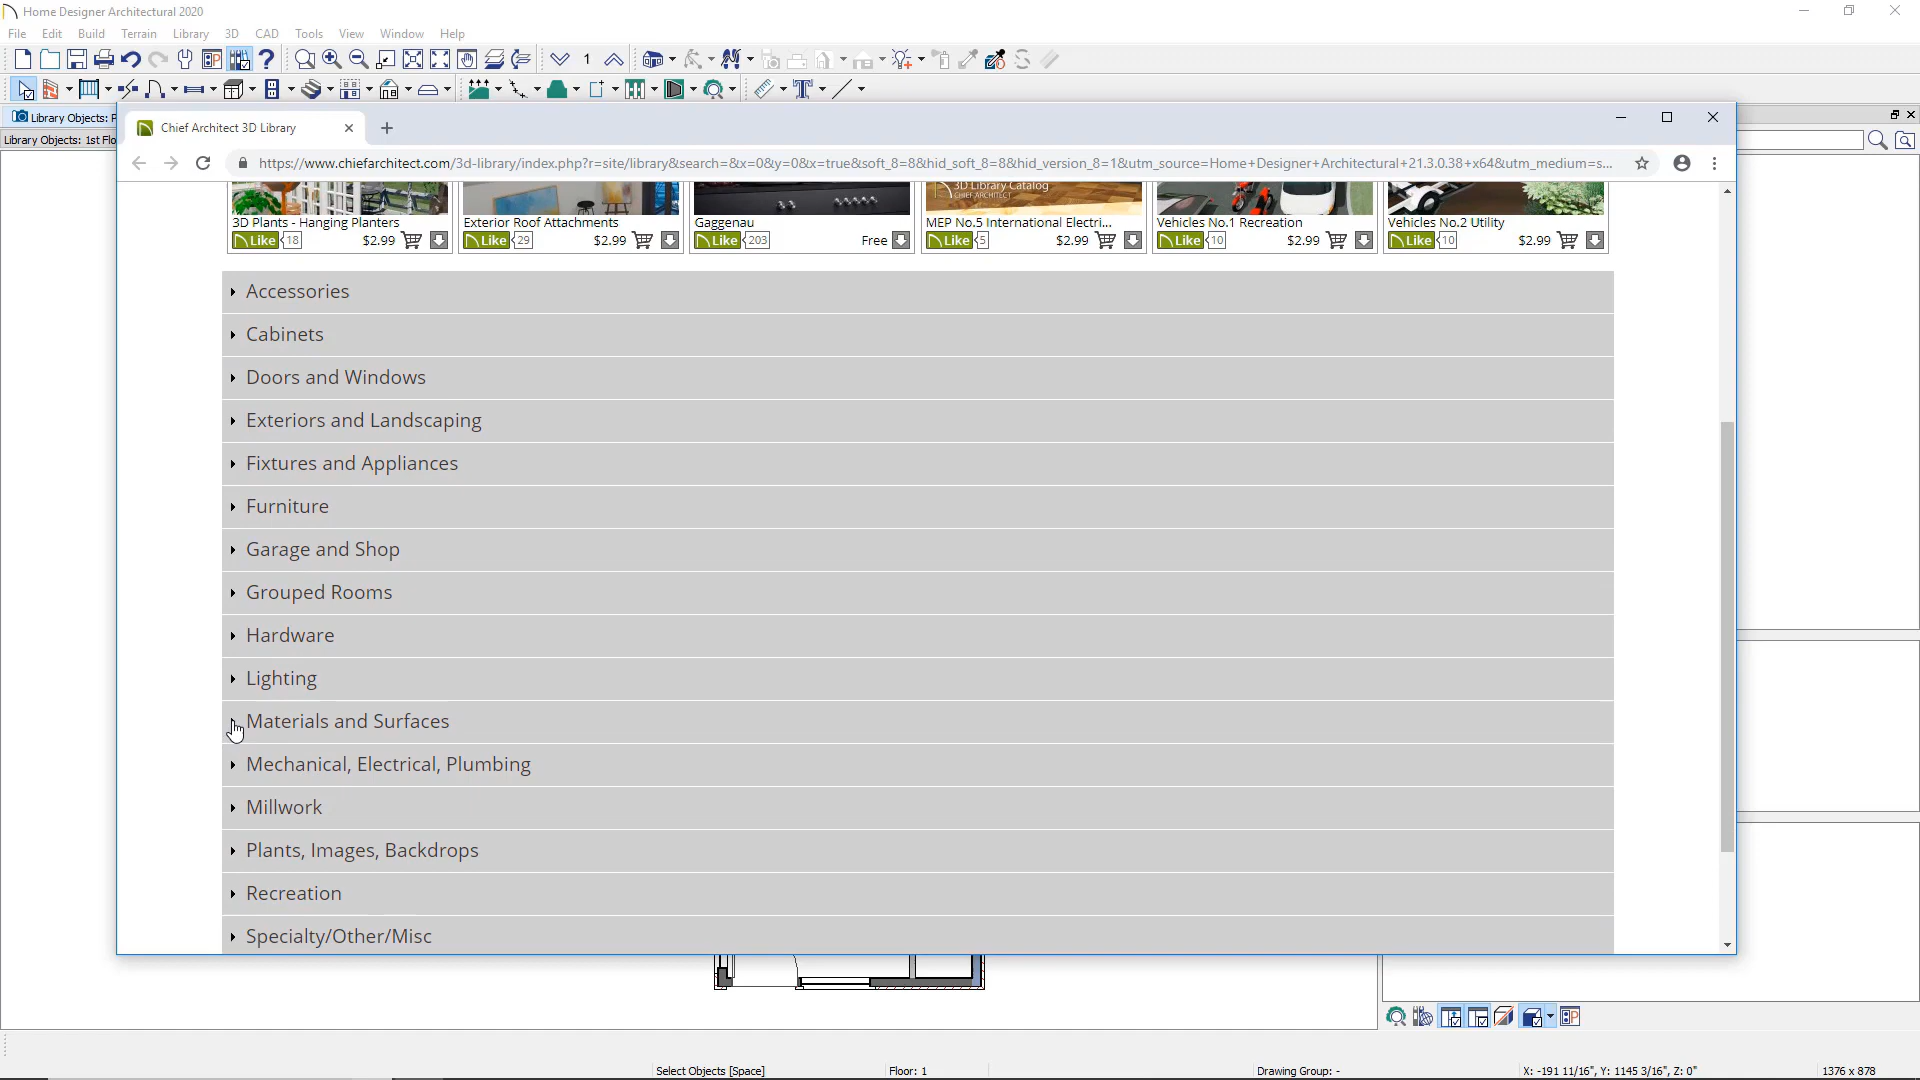 Home Designer Architectural 2020
File Edit Build Terrain Library 3D CAD Tools View Window Help
1
Library Objects: P
Library Objects: 1st Flo
Chief Architect 3D Library
https://www.chiefarchitect.com/3d-library/index.php?r=site/library&search=&x=0&y=0&x=true&soft_8=8&hid_soft_8=8&hid_version_8=1&utm_source=Home+Designer+Architectural+21.3.0.38+x64&utm_medium=s...
3D Library Catalog
CHIEF ARCHITECT
3D Plants - Hanging Planters
Like 18 $2.99
Exterior Roof Attachments
Like 29 $2.99
Gaggenau
Like 203 Free
MEP No.5 International Electri...
Like 5 $2.99
Vehicles No.1 Recreation
Like 10 $2.99
Vehicles No.2 Utility
Like 10 $2.99
Accessories
Cabinets
Doors and Windows
Exteriors and Landscaping
Fixtures and Appliances
Furniture
Garage and Shop
Grouped Rooms
Hardware
Lighting
Materials and Surfaces
Mechanical, Electrical, Plumbing
Millwork
Plants, Images, Backdrops
Recreation
Specialty/Other/Misc
Select Objects [Space] Floor: 1 Drawing Group: - X: -191 11/16", Y: 1145 3/16", Z: 0" 1376 x 878